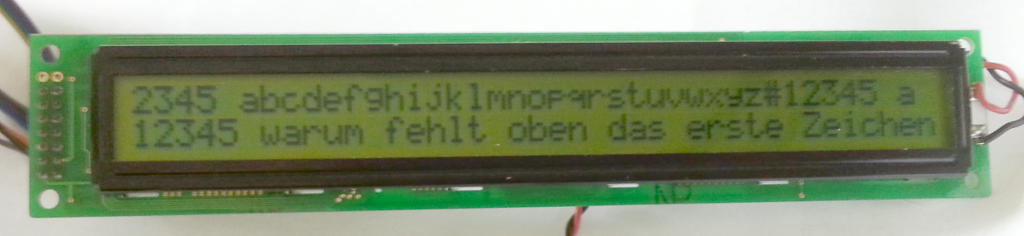 2345 abcdefghijklmnopqrstuvwxyz#12345 a
12345 warum fehlt oben das erste Zeichen